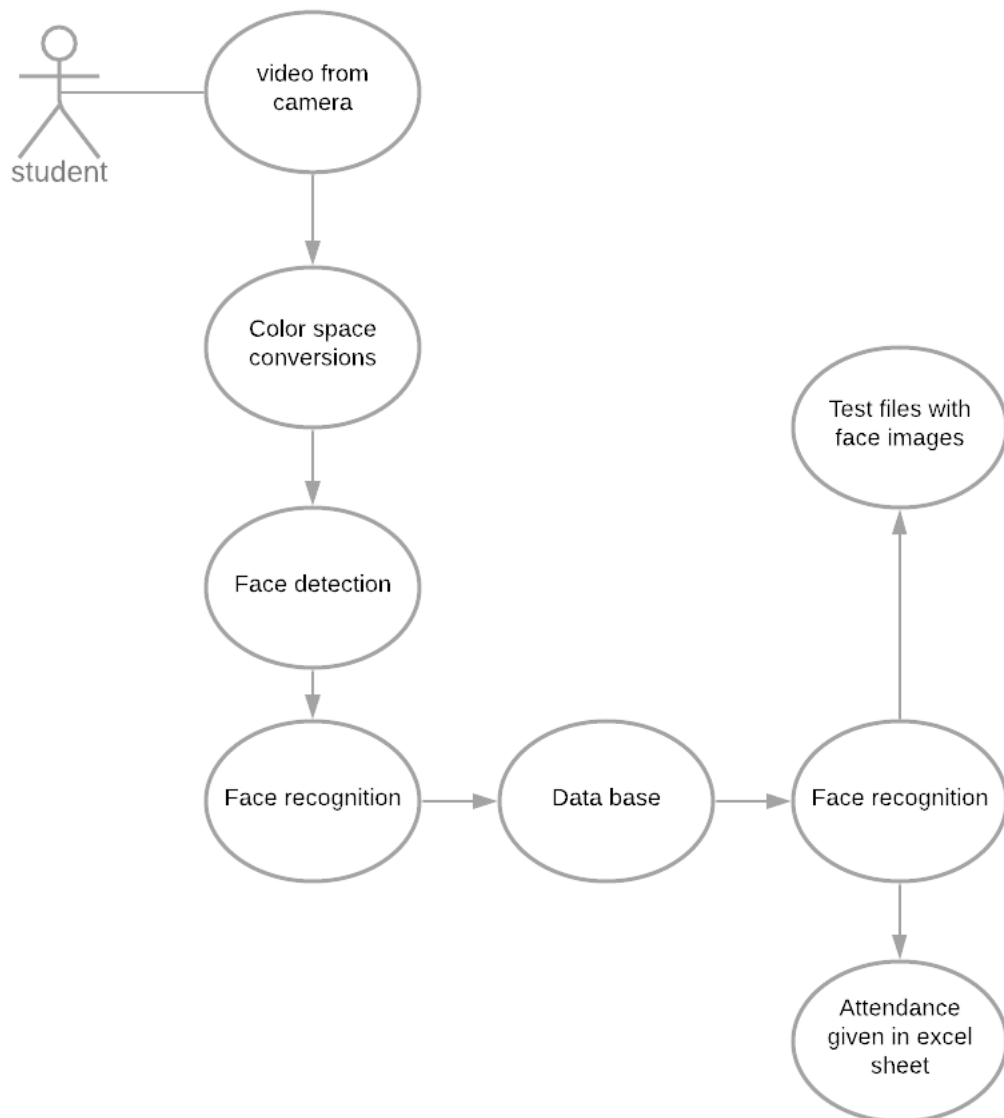 video from
camera
student
Color space
conversions
Test files with
face images
Face detection
Face recognition
Data base
Face recognition
Attendance
given in excel
sheet